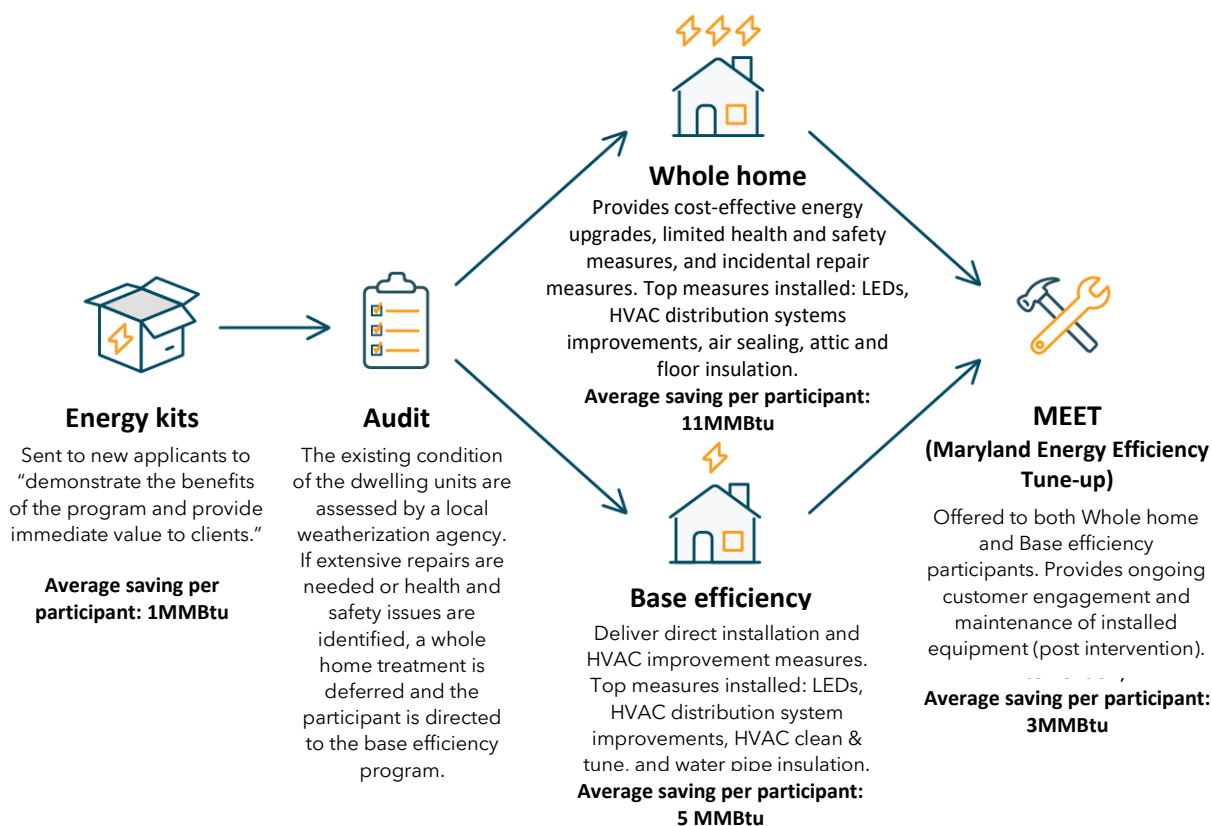 Energy kits
Sent to new applicants to
“demonstrate the benefits
of the program and provide
immediate value to clients.”
Average saving per
participant: 1MMBtu
Audit
The existing condition
of the dwelling units are
assessed by a local
weatherization agency.
If extensive repairs are
needed or health and
safety issues are
identified, a whole
home treatment is
deferred and the
participant is directed
to the base efficiency
program.
Whole home
Provides cost-effective energy
upgrades, limited health and safety
measures, and incidental repair
measures. Top measures installed: LEDs,
HVAC distribution systems
improvements, air sealing, attic and
floor insulation.
Average saving per participant:
11MMBtu
Base efficiency
Deliver direct installation and
HVAC improvement measures.
Top measures installed: LEDs,
HVAC distribution system
improvements, HVAC clean &
tune, and water pipe insulation.
Average saving per participant:
5 MMBtu
MEET
(Maryland Energy Efficiency
Tune-up)
Offered to both Whole home
and Base efficiency
participants. Provides ongoing
customer engagement and
maintenance of installed
equipment (post intervention).
Average saving per participant:
3MMBtu